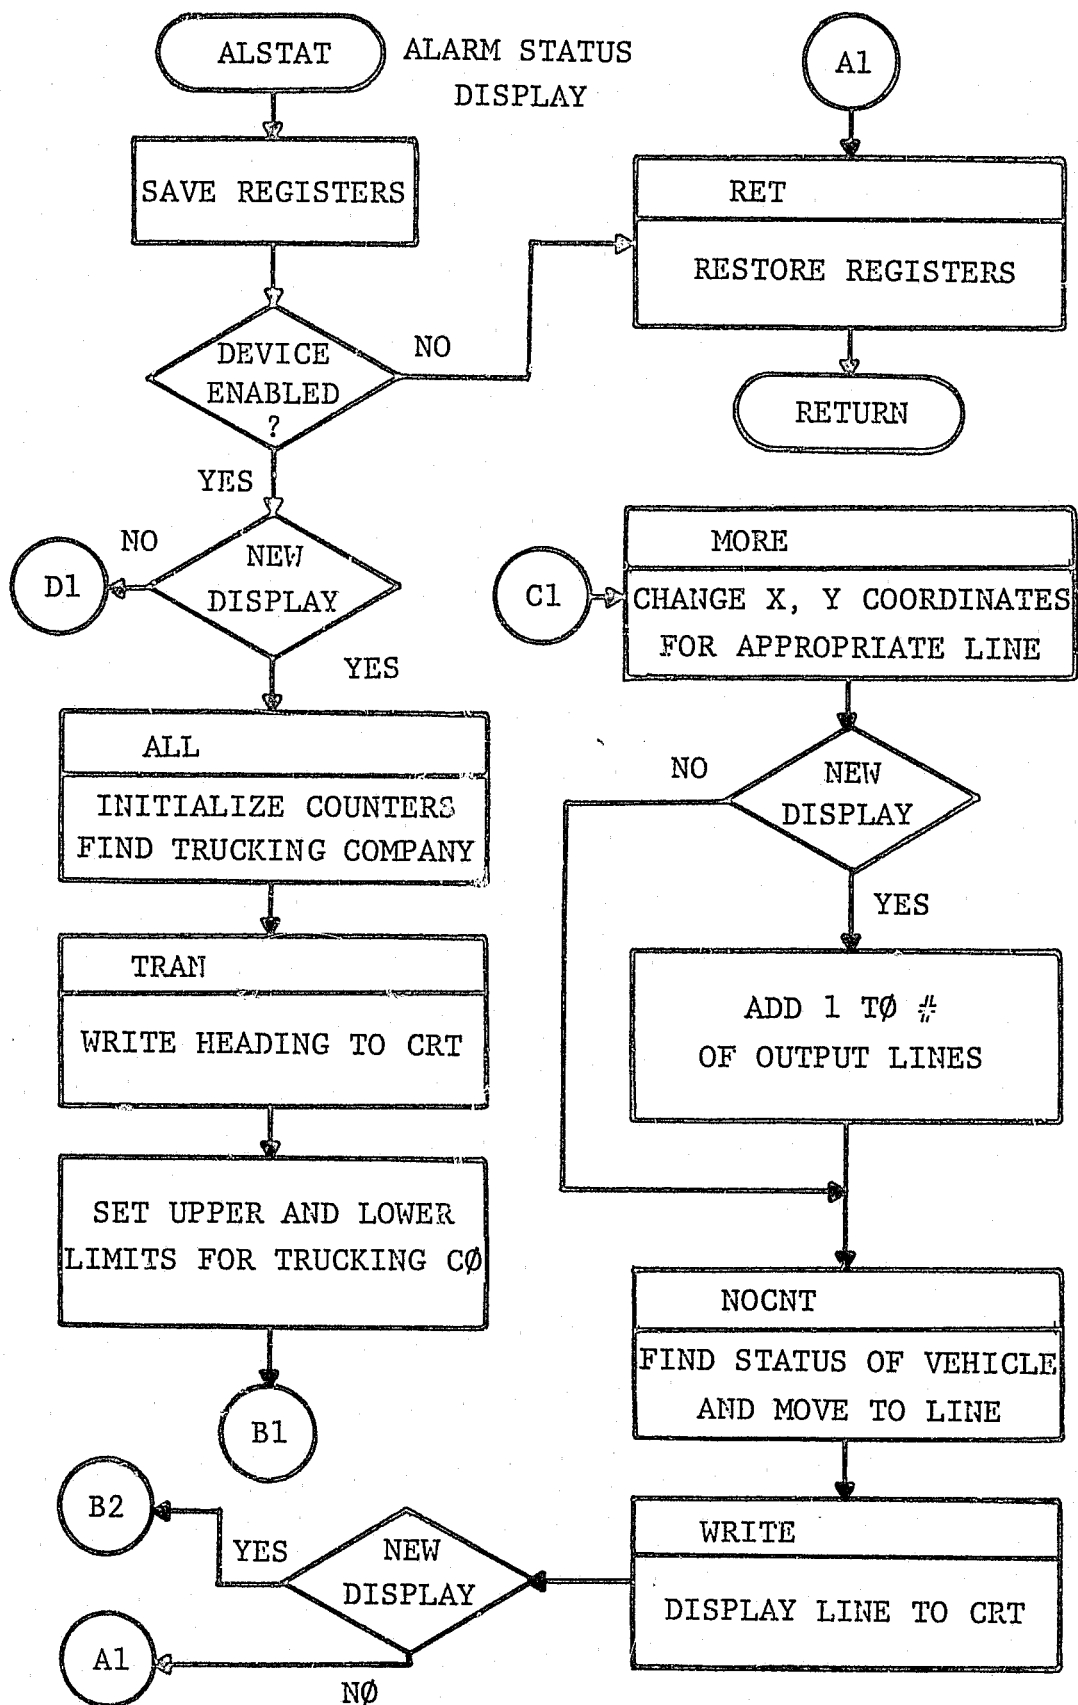 ALSTAT
ALARM STATUS
DISPLAY
SAVE REGISTERS
DEVICE
ENABLED
?
NO
YES
NEW
DISPLAY
NO
D1
YES
ALL
INITIALIZE COUNTERS
FIND TRUCKING COMPANY
TRAN
WRITE HEADING TO CRT
SET UPPER AND LOWER
LIMITS FOR TRUCKING CØ
B1
A1
RET
RESTORE REGISTERS
RETURN
C1
MORE
CHANGE X, Y COORDINATES
FOR APPROPRIATE LINE
NEW
DISPLAY
NO
YES
ADD 1 TØ #
OF OUTPUT LINES
NOCNT
FIND STATUS OF VEHICLE
AND MOVE TO LINE
WRITE
DISPLAY LINE TO CRT
NEW
DISPLAY
YES
B2
NØ
A1